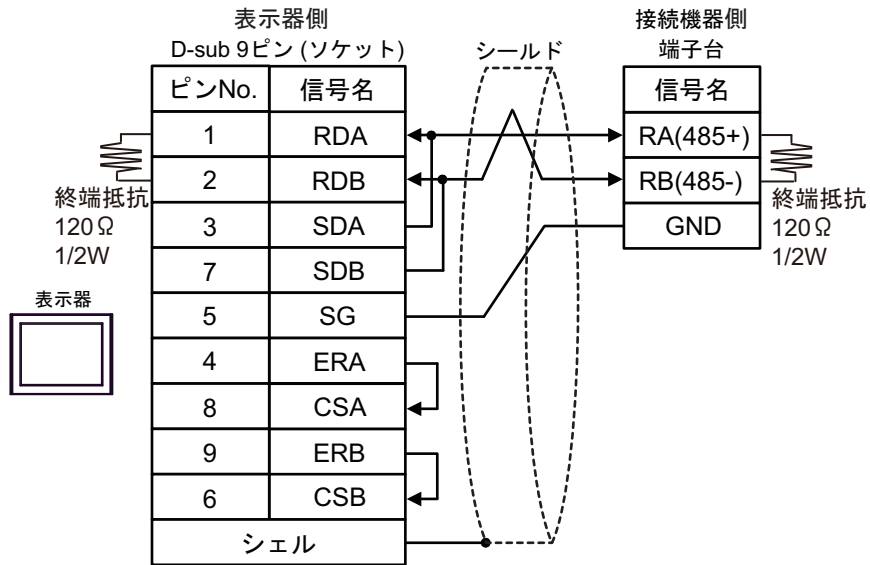 表示器側
D-sub 9ピン (ソケット)
シールド
接続機器側
端子台
ピンNo. 信号名
信号名
1 RDA
RA(485+)
2 RDB
RB(485-)
3 SDA
GND
7 SDB
5 SG
4 ERA
8 CSA
9 ERB
6 CSB
シェル
終端抵抗
120Ω
1/2W
終端抵抗
120Ω
1/2W
表示器